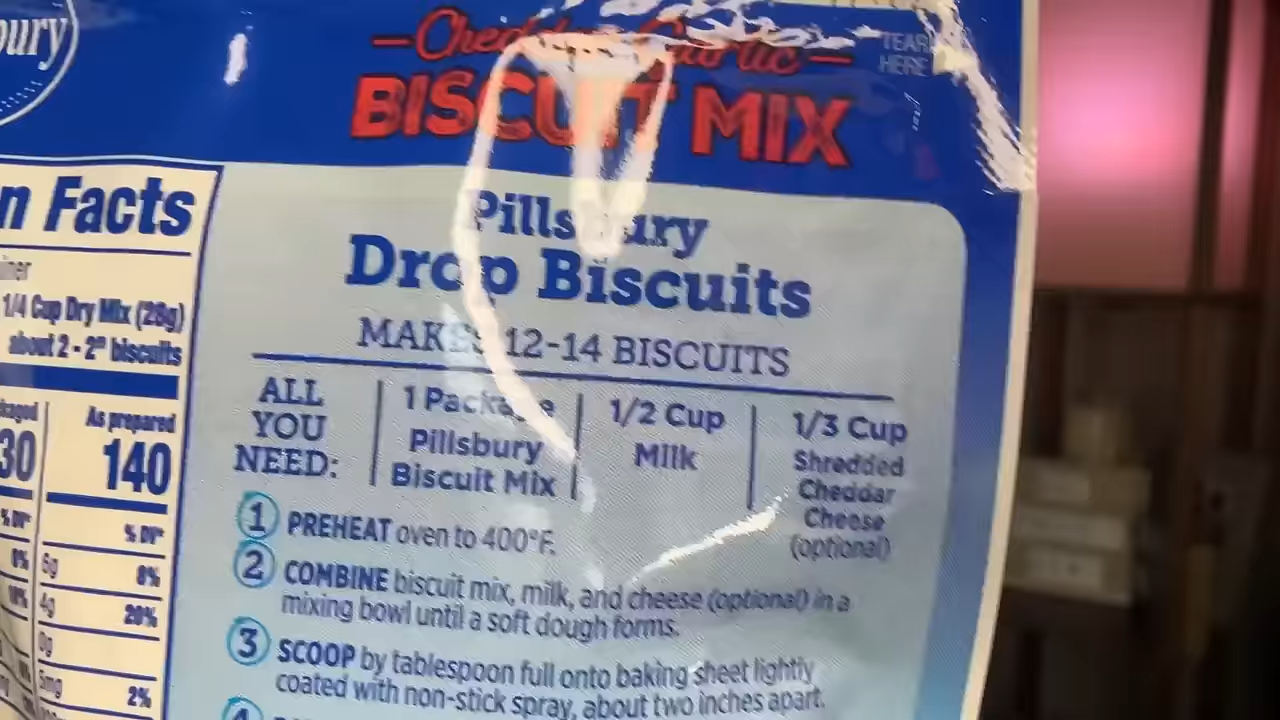 Biscuit Mix
TEAR
HERE
n Facts
1/4 Cup Dry Mix (28g)
about 2 - 2" biscuits
As prepared
30
140
% DV*
% DV*
0%
6g
8%
4g
20%
0g
2%
Pillsbury
Drop Biscuits
MAKES 12-14 BISCUITS
ALL
YOU
NEED:
1 Package
Pillsbury
Biscuit Mix
1/2 Cup
Milk
1/3 Cup
Shredded
Cheddar
Cheese
(optional)
1 PREHEAT oven to 400°F.
2 COMBINE biscuit mix, milk, and cheese (optional) in a
mixing bowl until a soft dough forms.
3 SCOOP by tablespoon full onto baking sheet lightly
coated with non-stick spray, about two inches apart.